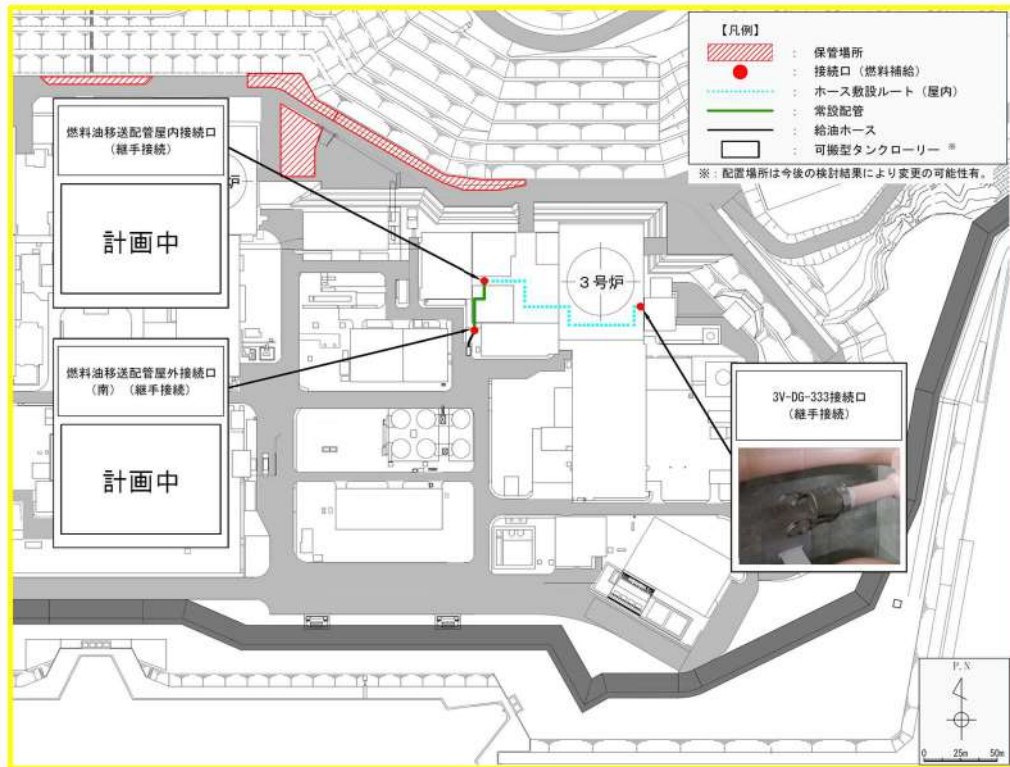 【凡例】
： 保管場所
： 接続口（燃料補給）
： ホース敷設ルート（屋内）
： 常設配管
： 給油ホース
： 可搬型タンクローリー ※
※：配置場所は今後の検討結果により変更の可能性有。
燃料油移送配管屋内接続口
（継手接続）
計画中
炉
3号炉
燃料油移送配管屋外接続口
（南）（継手接続）
計画中
3V-DG-333接続口
（継手接続）
P.N
0 25m 50m